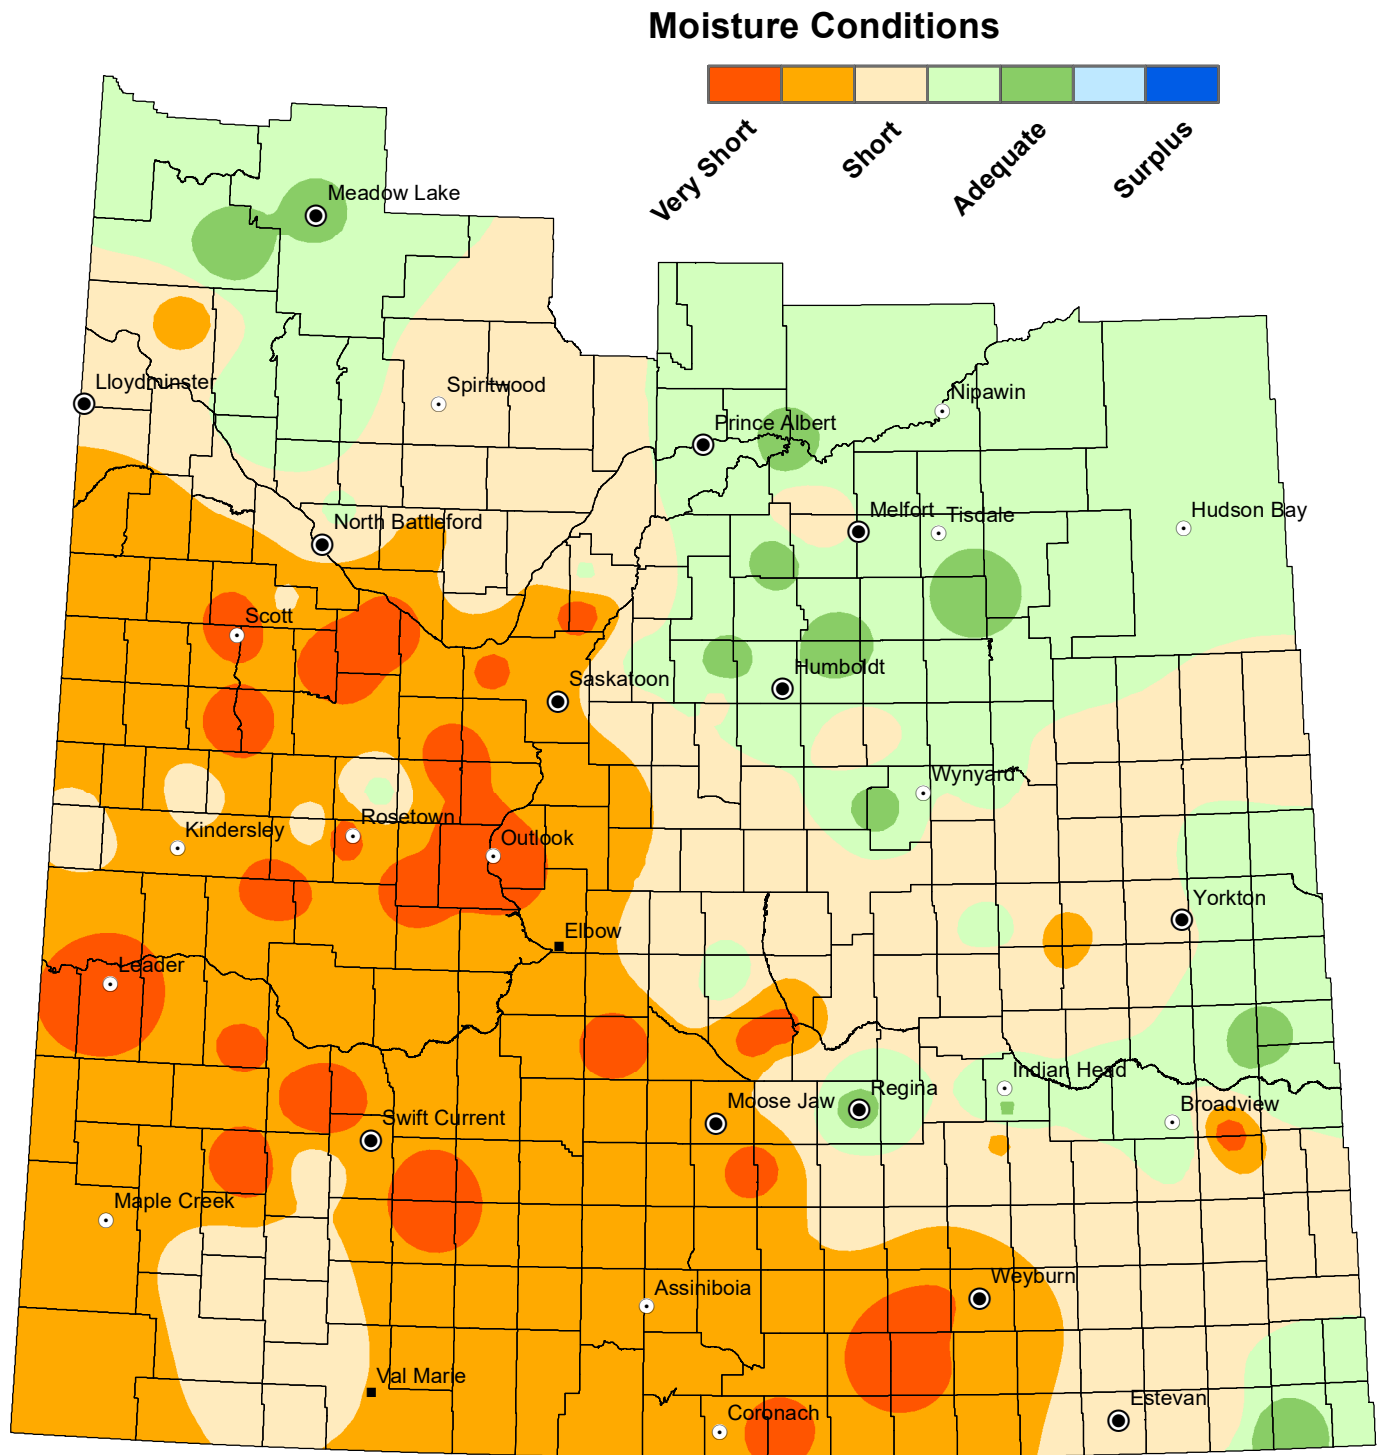 Moisture Conditions
Very Short
Short
Adequate
Surplus
Meadow Lake
Lloydminster
Spiritwood
Nipawin
Prince Albert
Melfort
Tisdale
Hudson Bay
North Battleford
Scott
Saskatoon
Humboldt
Wynyard
Rosetown
Kindersley
Outlook
Yorkton
Elbow
Leader
Indian Head
Regina
Moose Jaw
Broadview
Swift Current
Maple Creek
Weyburn
Assiniboia
Val Marie
Estevan
Coronach